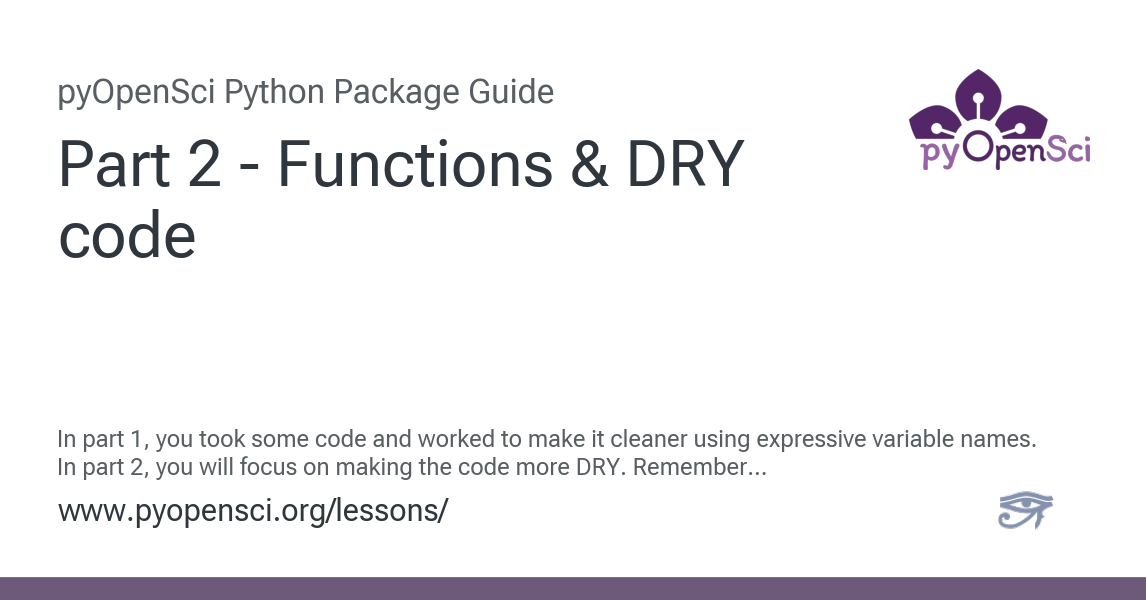 pyOpenSci Python Package Guide
Part 2 - Functions & DRY
code
pyOpenSci
In part 1, you took some code and worked to make it cleaner using expressive variable names.
In part 2, you will focus on making the code more DRY. Remember...
www.pyopensci.org/lessons/